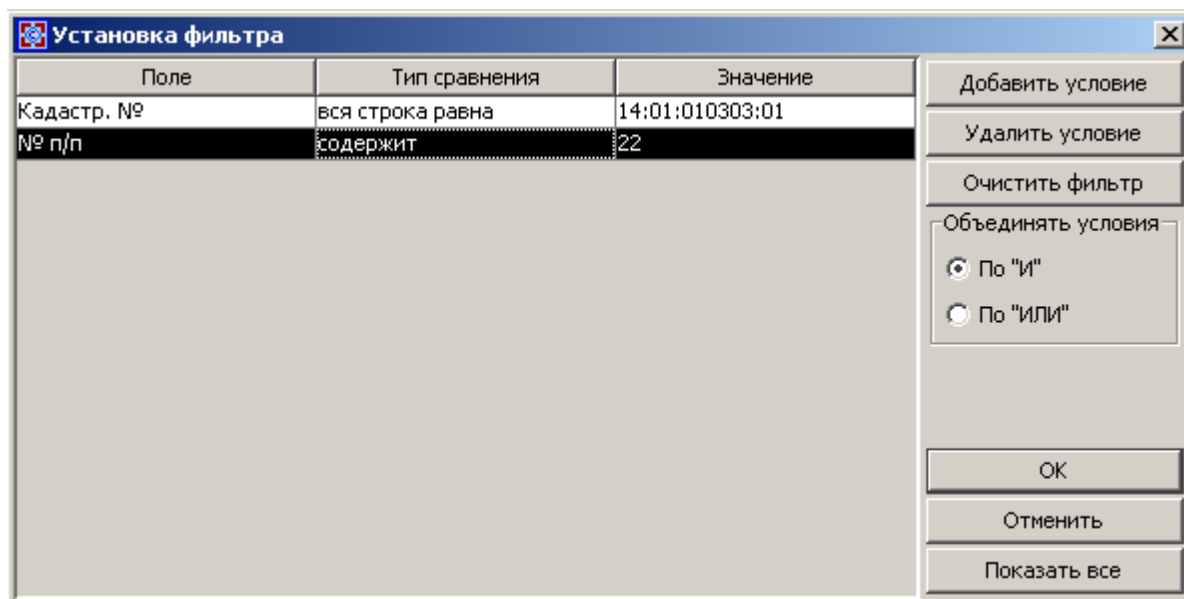 Установка фильтра
Поле Тип сравнения Значение
Кадастр. № вся строка равна 14:01:010303:01
№ п/п содержит 22
Добавить условие
Удалить условие
Очистить фильтр
Объединять условия
По "И"
По "ИЛИ"
ОК
Отменить
Показать все